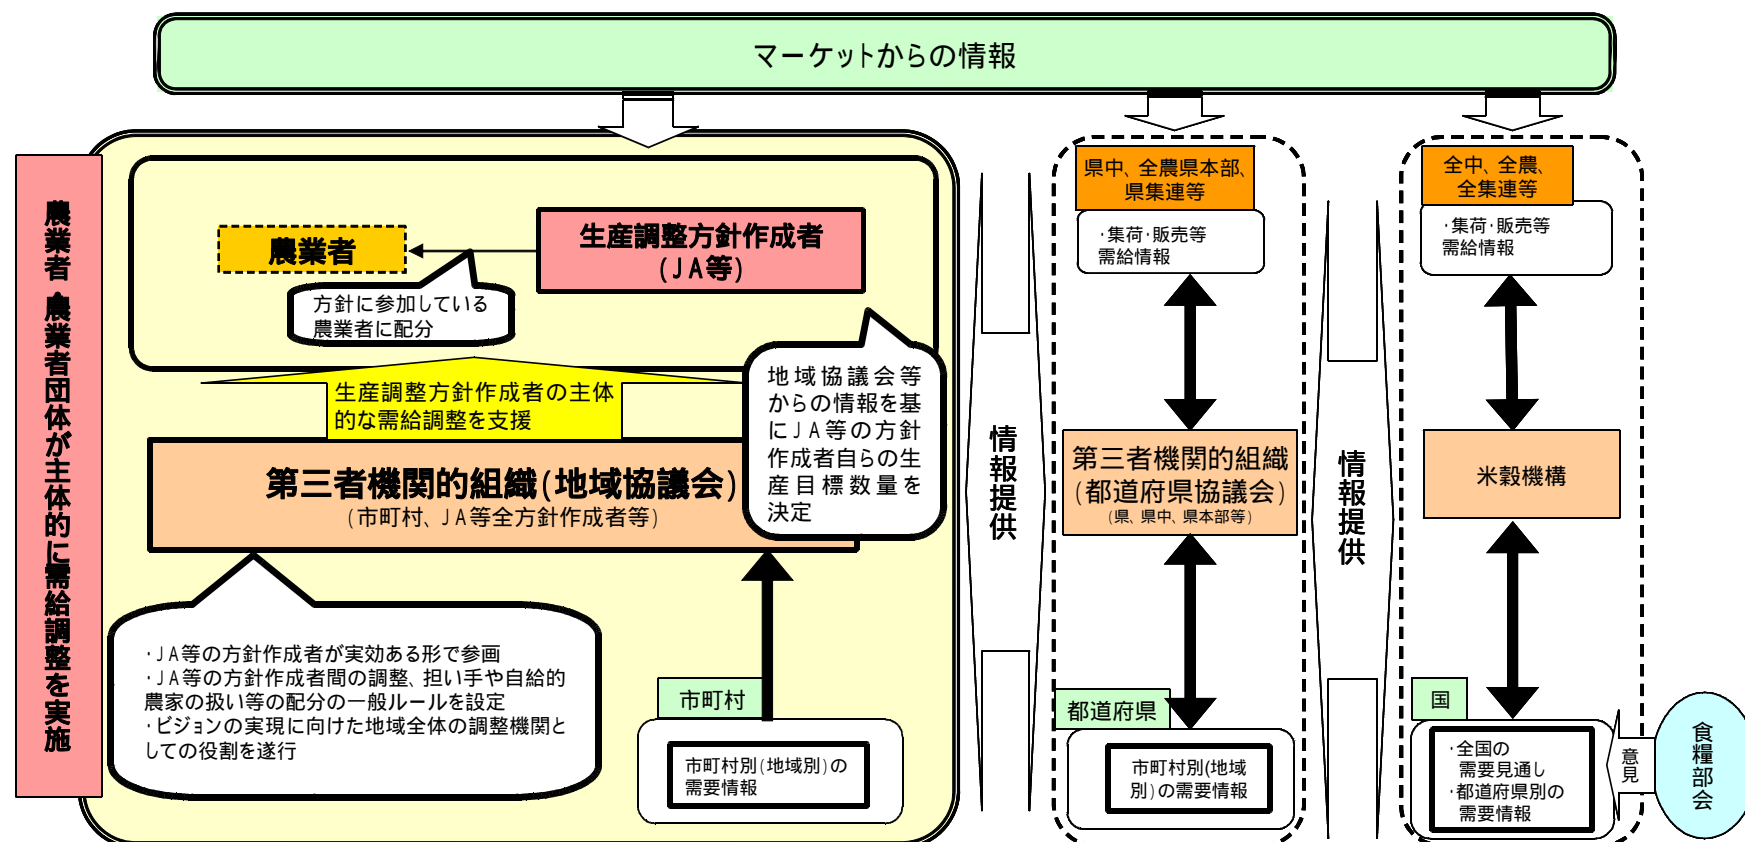 マーケットからの情報
農業者・農業者団体が主体的に需給調整を実施
農業者
生産調整方針作成者
(JA等)
方針に参加している
農業者に配分
生産調整方針作成者の主体
的な需給調整を支援
地域協議会等
からの情報を基
にJA等の方針
作成者自らの生
産目標数量を
決定
第三者機関的組織(地域協議会)
(市町村、JA等全方針作成者等)
・JA等の方針作成者が実効ある形で参画
・JA等の方針作成者間の調整、担い手や自給的
農家の扱い等の配分の一般ルールを設定
・ビジョンの実現に向けた地域全体の調整機関と
しての役割を遂行
市町村
市町村別(地域別)の
需要情報
情報提供
県中、全農県本部、
県集連等
・集荷・販売等
需給情報
第三者機関的組織
(都道府県協議会)
(県、県中、県本部等)
都道府県
市町村別(地域
別)の需要情報
情報提供
全中、全農、
全集連等
・集荷・販売等
需給情報
米穀機構
国
・全国の
需要見通し
・都道府県別の
需要情報
意見
食糧部会